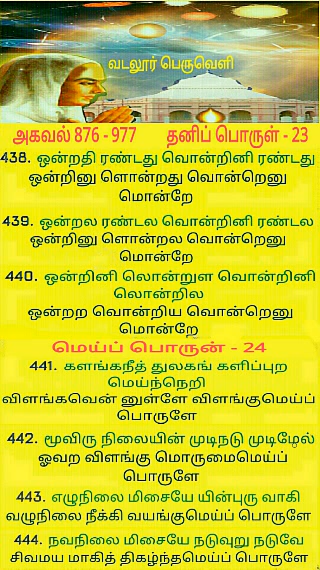 வடலூர் பெருவெளி
அகவல் 876 - 977 தனிப் பொருள் - 23
438. ஒன்றதி ரண்டது வொன்றினி ரண்டது
ஒன்றினு ளொன்றது வொன்றெனு
மொன்றே
439. ஒன்றல ரண்டல வொன்றினி ரண்டல
ஒன்றினு ளொன்றல வொன்றெனு
மொன்றே
440. ஒன்றினி லொன்றுள வொன்றினி
லொன்றில
ஒன்றற வொன்றிய வொன்றெனு
மொன்றே
மெய்ப் பொருன் - 24
441. களங்கநீத் துலகங் களிப்புற
மெய்ந்நெறி
விளங்கவென் னுள்ளே விளங்குமெய்ப்
பொருளே
442. மூவிரு நிலையின் முடிநடு முடிமேல்
ஓவற விளங்கு மொருமைமெய்ப்
பொருளே
443. எழுநிலை மிசையே யின்புரு வாகி
வழுநிலை நீக்கி வயங்குமெய்ப் பொருளே
444. நவநிலை மிசையே நடுவுறு நடுவே
சிவமய மாகித் திகழ்ந்தமெய்ப் பொருளே